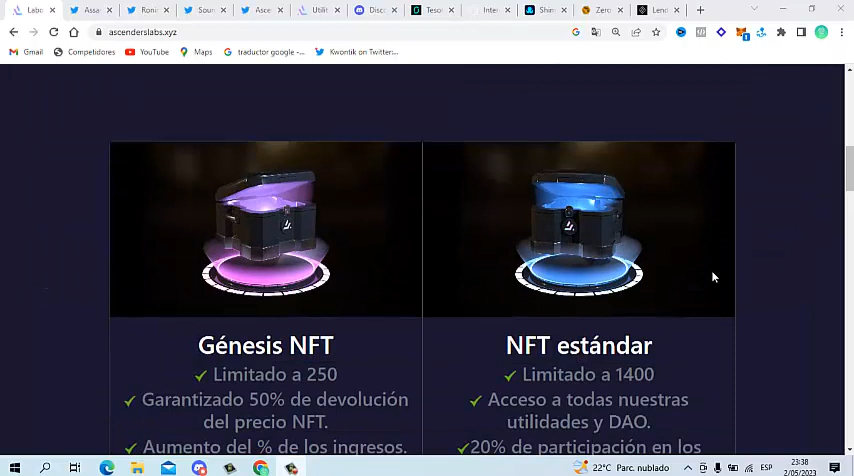 Labo
Assa
Roni
Soun
Asce
Utilit
Disco
Tesor
Inter
Shim
Zero
Lend
ascenderslabs.xyz
Gmail
Competidores
YouTube
Maps
traductor google -...
Kwontik on Twitter:...
Génesis NFT
Limitado a 250
Garantizado 50% de devolución
del precio NFT.
Aumento del % de los ingresos.
NFT estándar
Limitado a 1400
Acceso a todas nuestras
utilidades y DAO.
20% de participación en los
22°C Parc. nublado
ESP
23:38
2/05/2023